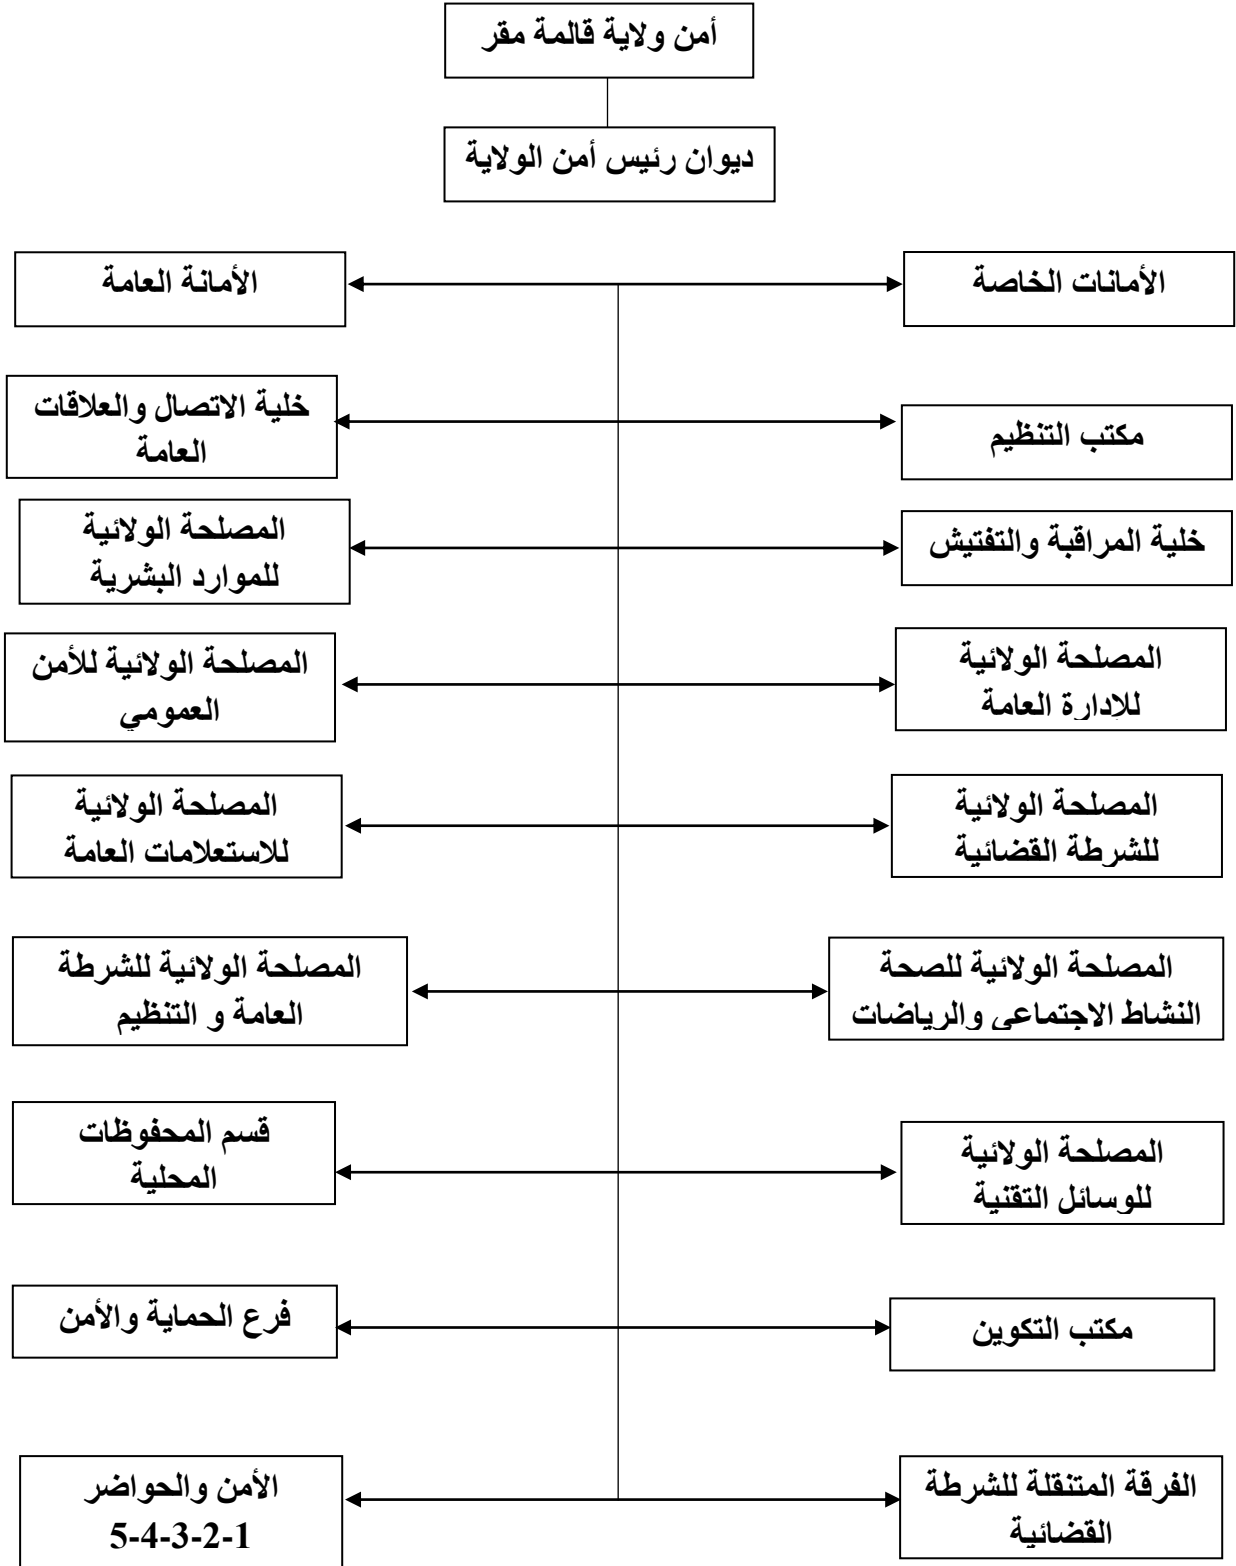 أمن ولاية قالمة مقر
ديوان رئيس أمن الولاية
الأمانات الخاصة
الأمانة العامة
مكتب التنظيم
خلية الاتصال والعلاقات
العامة
خلية المراقبة والتفتيش
المصلحة الولائية
للموارد البشرية
المصلحة الولائية
للإدارة العامة
المصلحة الولائية للأمن
العمومي
المصلحة الولائية
للشرطة القضائية
المصلحة الولائية
للاستعلامات العامة
المصلحة الولائية للصحة
النشاط الاجتماعي والرياضات
المصلحة الولائية للشرطة
العامة و التنظيم
المصلحة الولائية
للوسائل التقنية
قسم المحفوظات
المحلية
مكتب التكوين
فرع الحماية والأمن
الفرقة المتنقلة للشرطة
القضائية
الأمن والحواضر
5-4-3-2-1